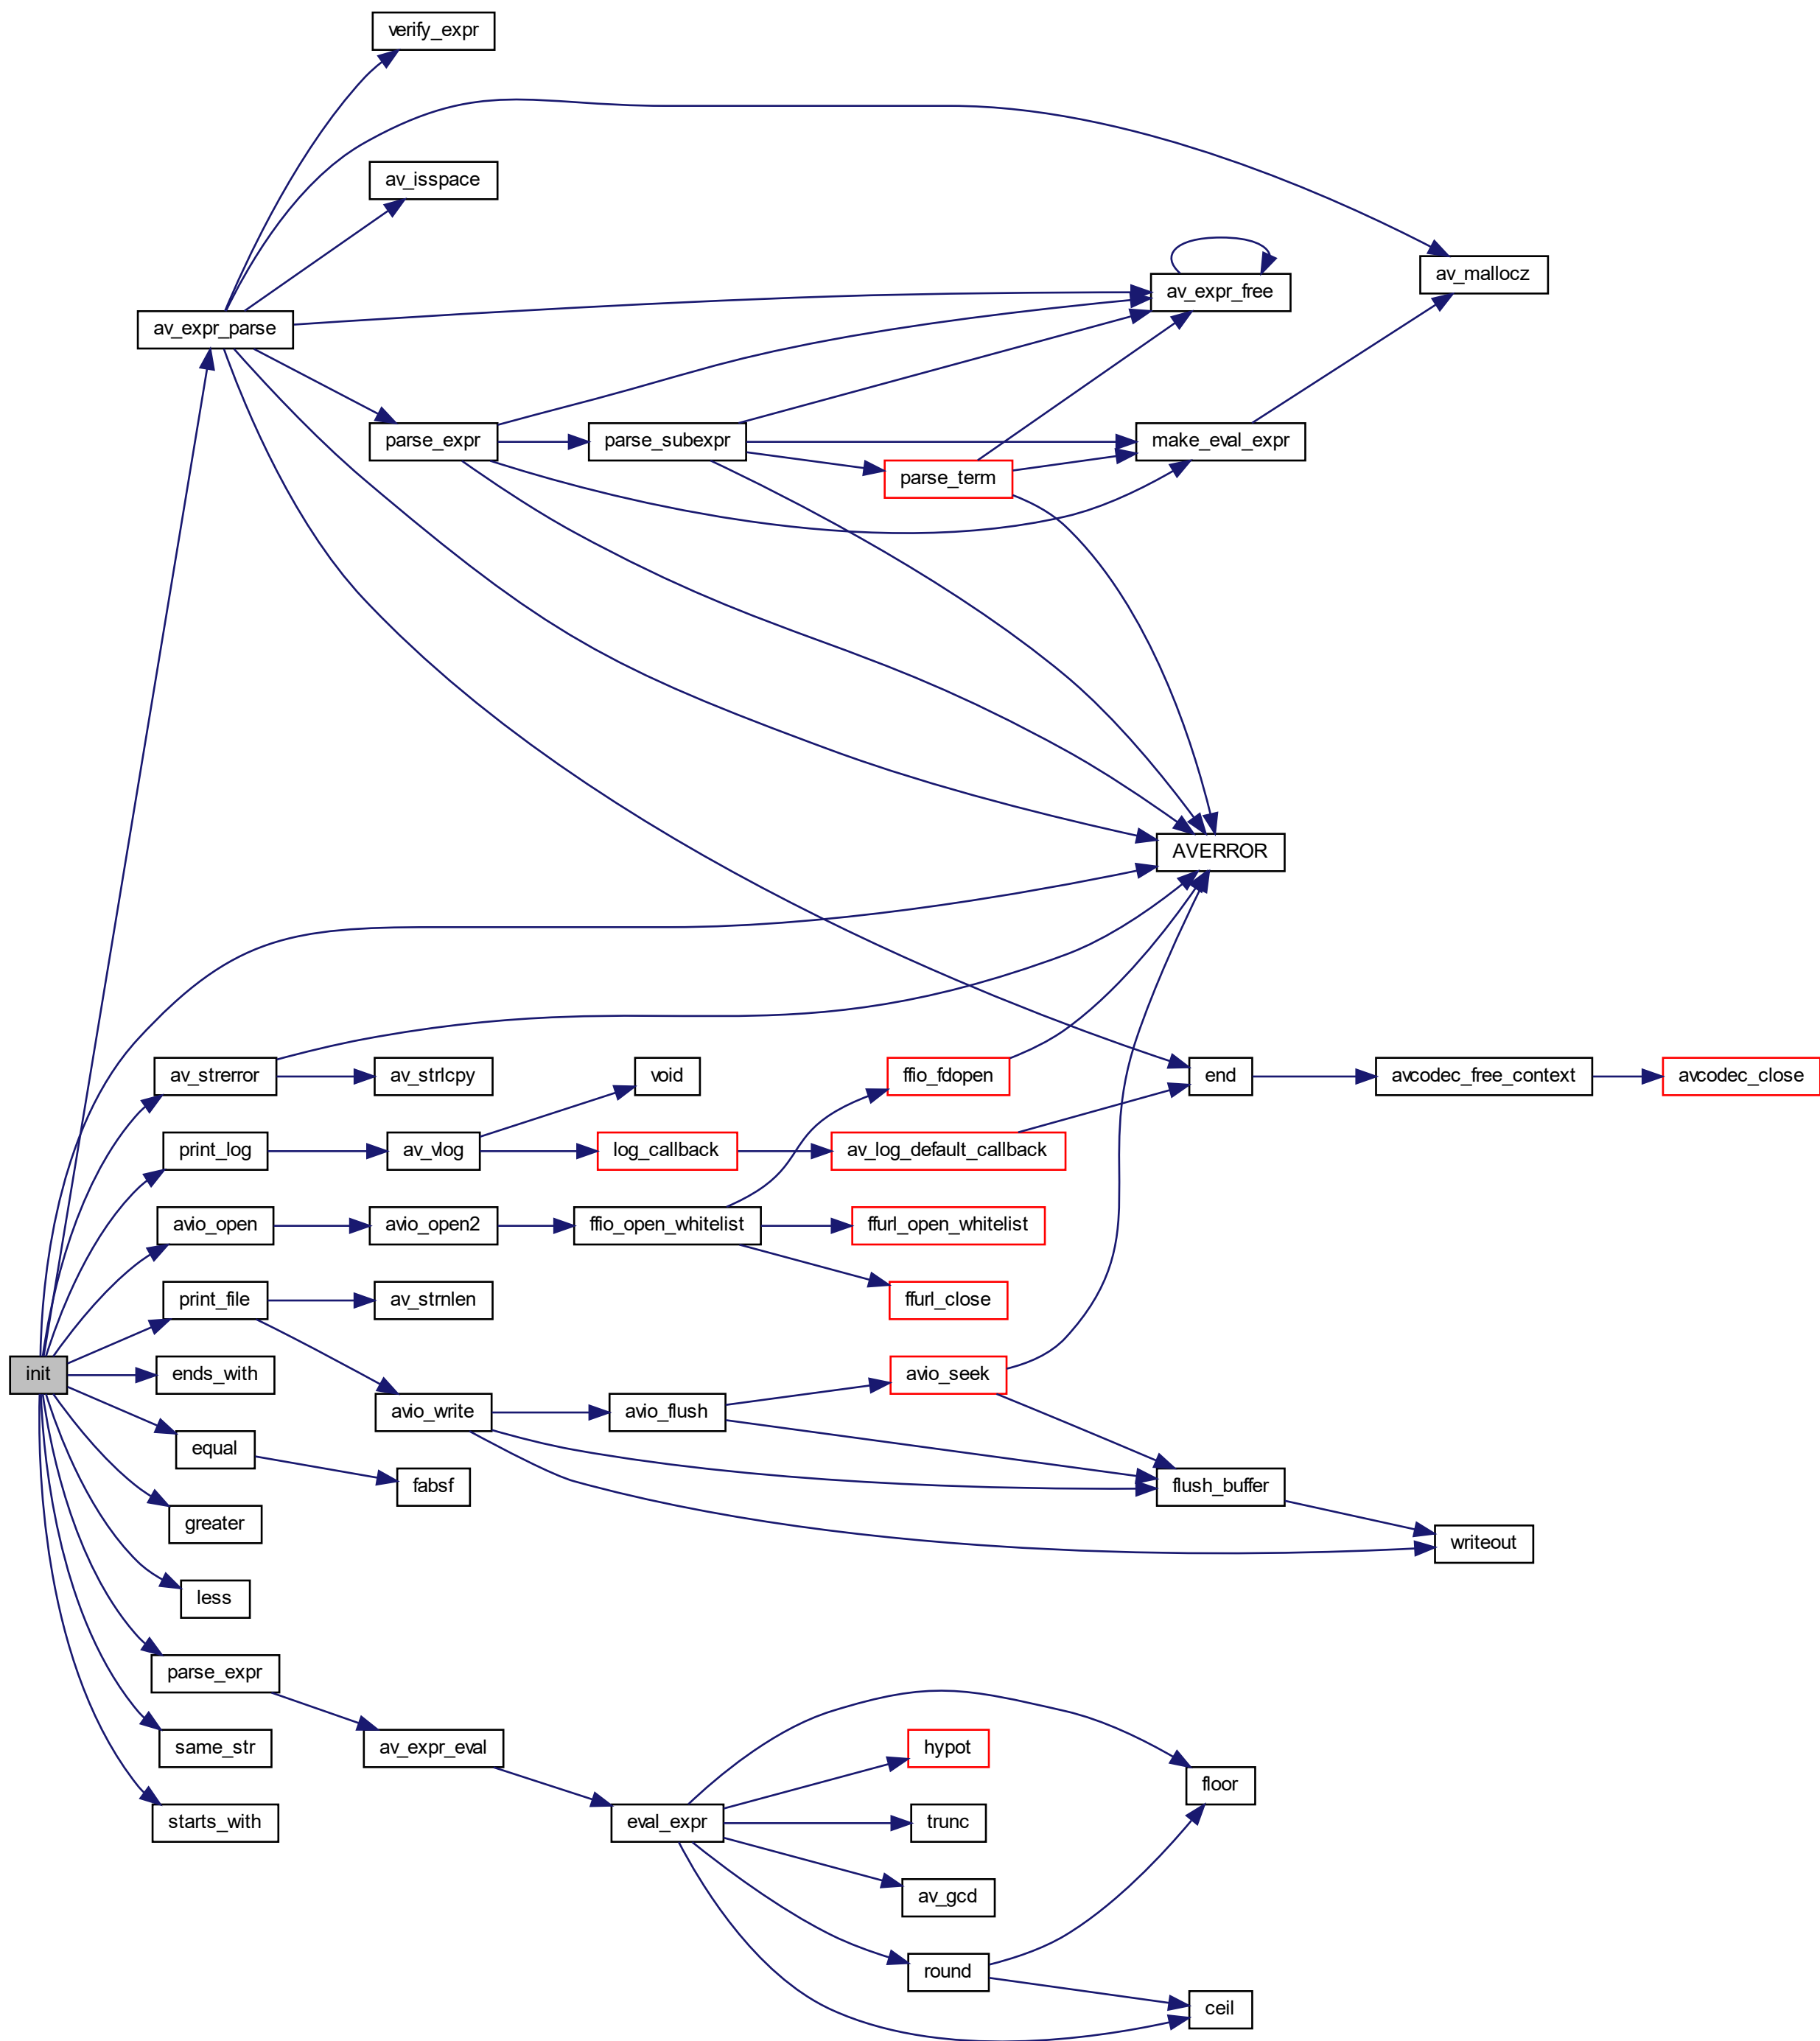 verify_expr
av_isspace
av_mallocz
av_expr_free
av_expr_parse
parse_expr
parse_subexpr
make_eval_expr
parse_term
AVERROR
av_strerror
av_strlcpy
void
ffio_fdopen
end
avcodec_free_context
avcodec_close
print_log
av_vlog
log_callback
av_log_default_callback
avio_open
avio_open2
ffio_open_whitelist
ffurl_open_whitelist
print_file
av_strnlen
ffurl_close
init
ends_with
avio_seek
avio_write
avio_flush
equal
fabsf
flush_buffer
greater
writeout
less
parse_expr
same_str
av_expr_eval
hypot
floor
starts_with
eval_expr
trunc
av_gcd
round
ceil